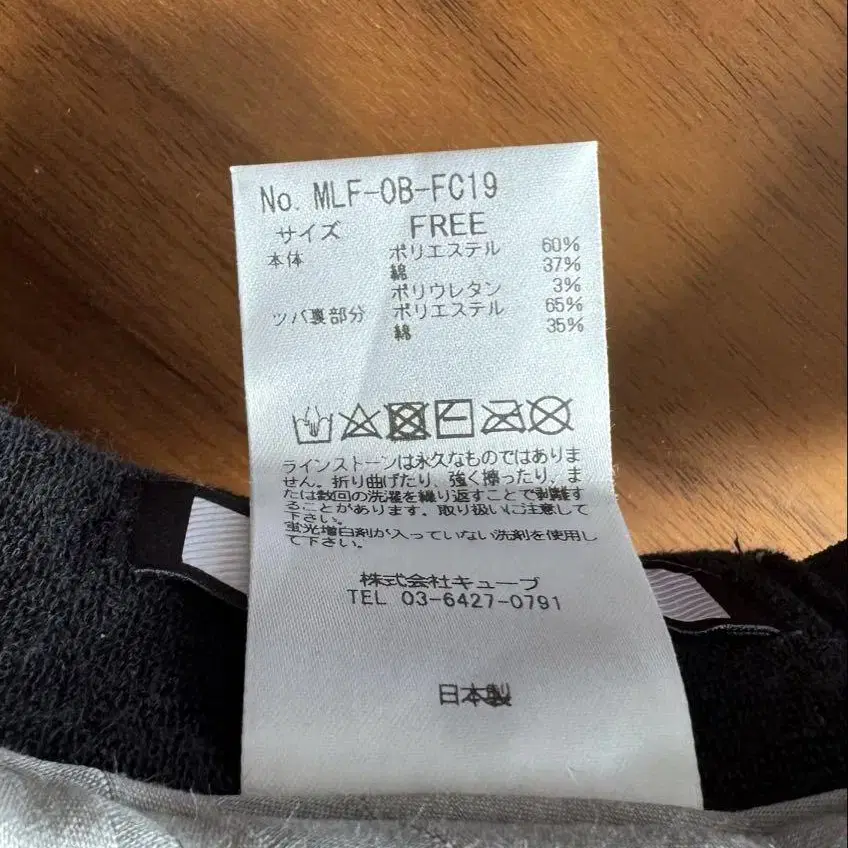 No. MLF-OB-FC19
サイズ FREE
本体 ポリエステル 60%
綿 37%
ポリウレタン 3%
ツバ裏部分 ポリエステル 65%
綿 35%
ラインストーンは永久なものではありま
せん。折り曲げたり、強く擦ったり、ま
たは数回の洗濯を繰り返すことで剥離す
ることがあります。取り扱いに注意して
下さい。
蛍光増白剤が入っていない洗剤を使用し
て下さい。
株式会社キューブ
TEL 03-6427-0791
日本製